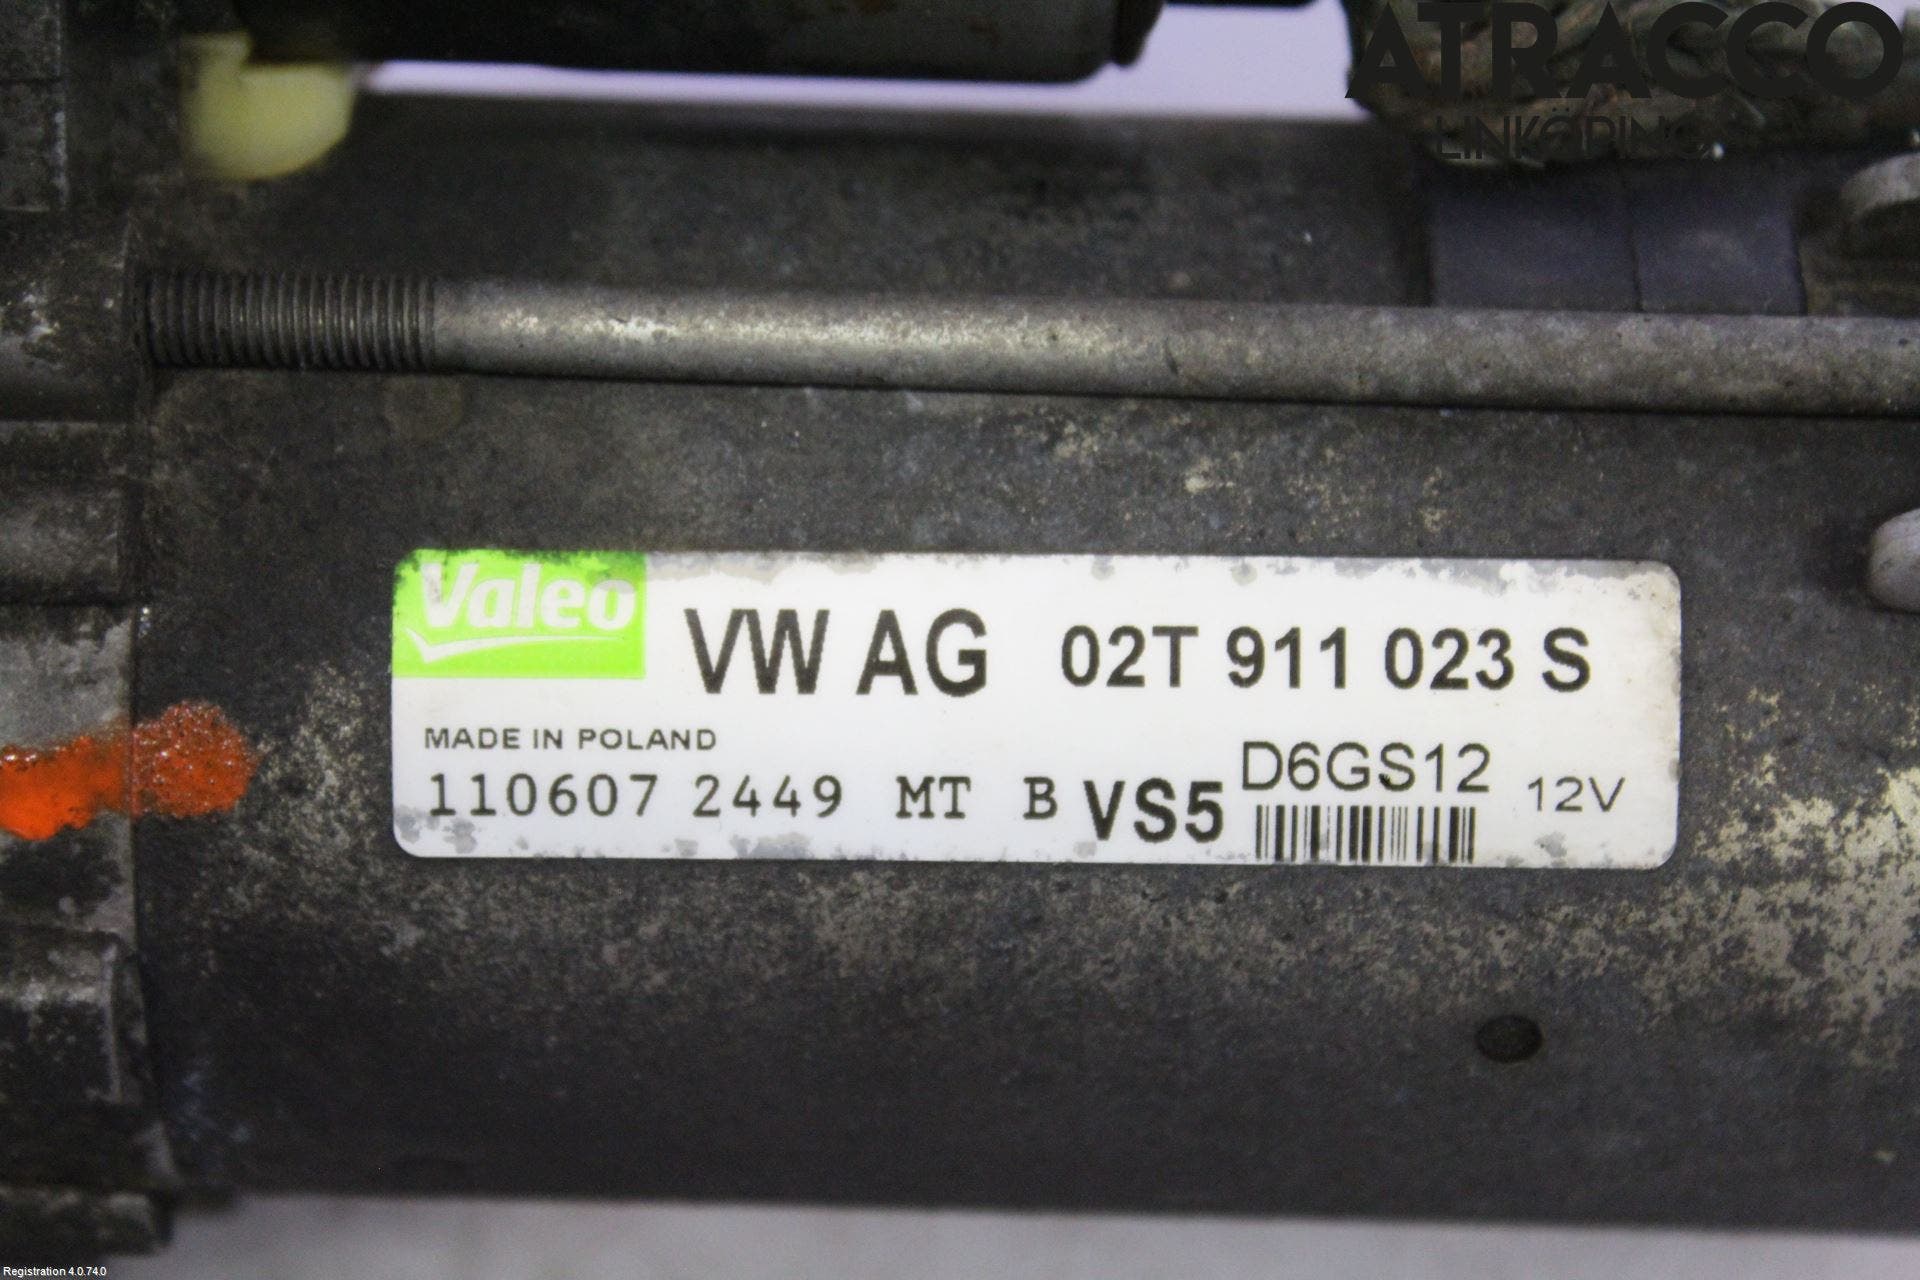 ATRACCO
LINKÖPING
Valeo
VW AG 02T 911 023 S
MADE IN POLAND
110607 2449 MT B VS5 D6GS12 12V
Registration 4.0.74.0